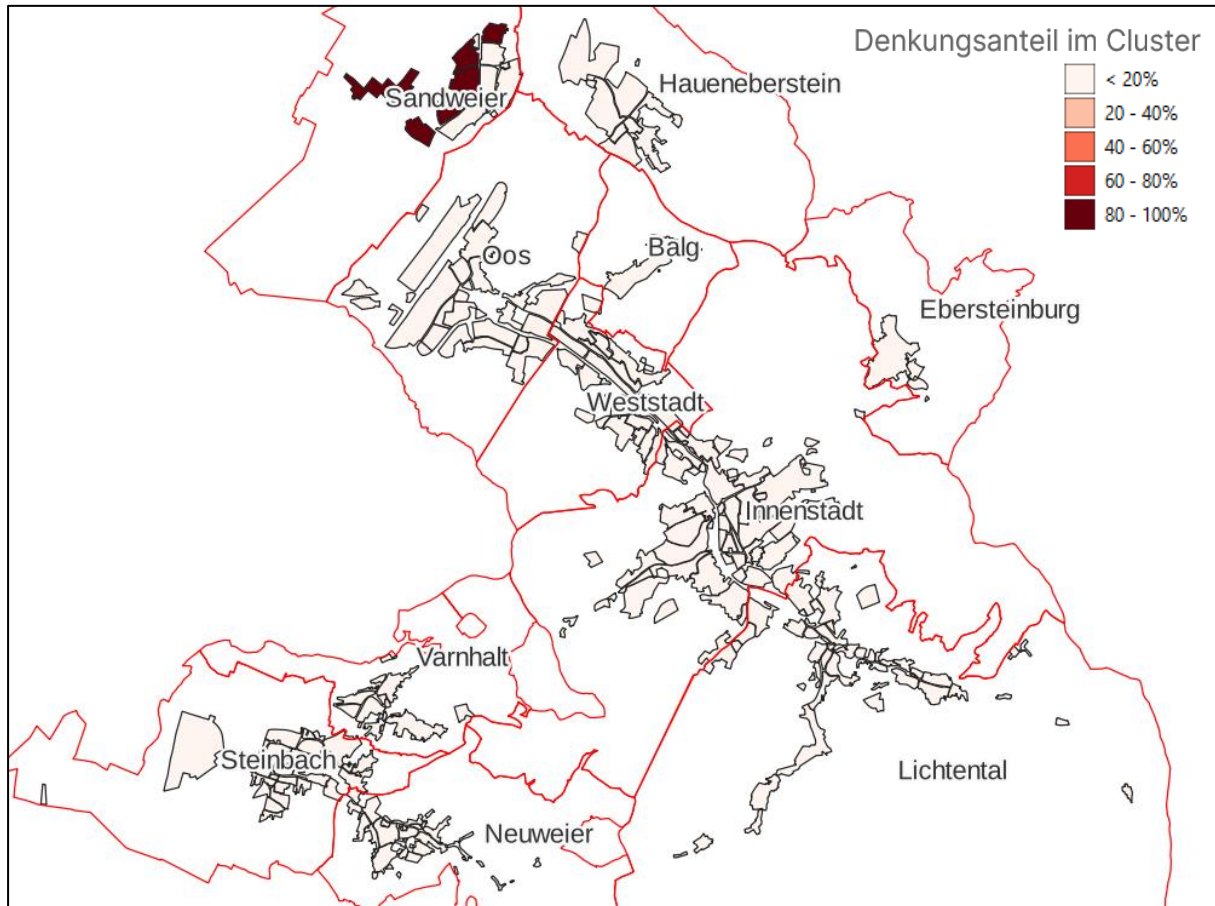 Denkungsanteil im Cluster
< 20%
20 - 40%
40 - 60%
60 - 80%
80 - 100%
Haueneberstein
Sandweier
Balg
Oos
Ebersteinburg
Weststadt
Innenstadt
Varnhalt
Steinbach
Lichtental
Neuweier